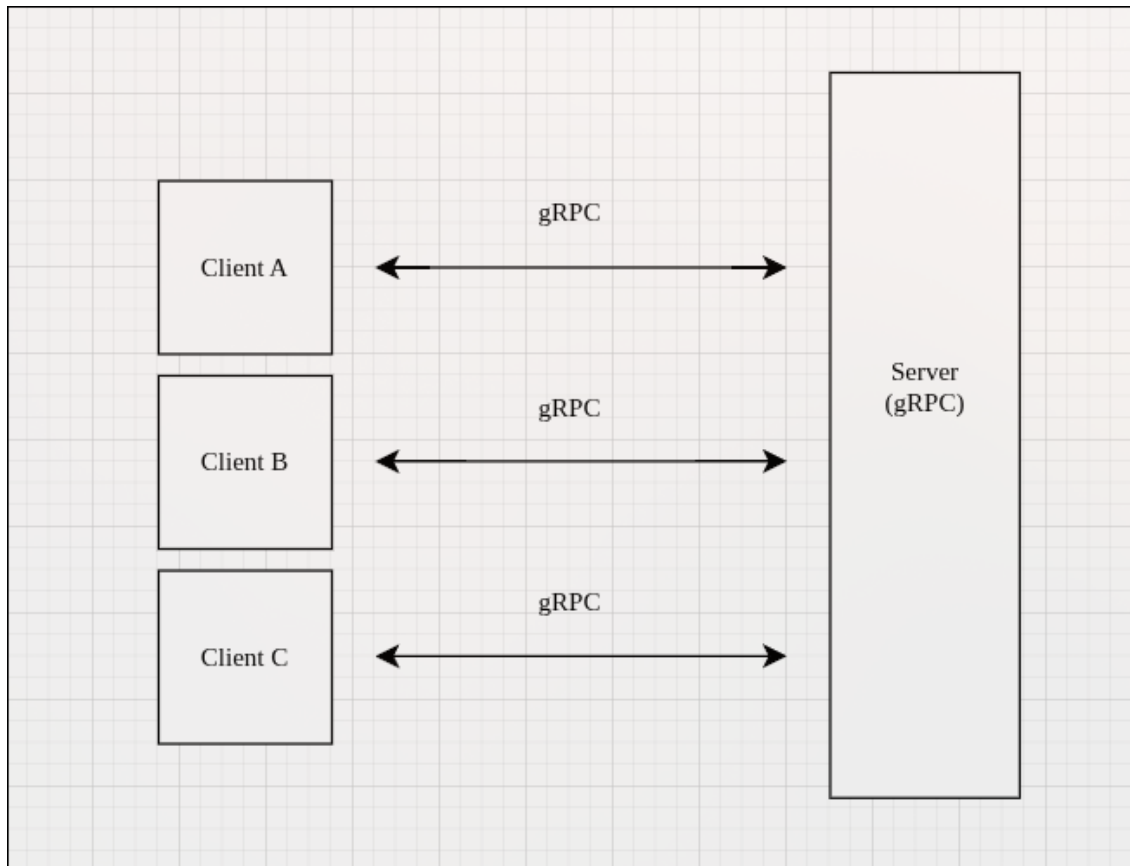 gRPC
Client A
gRPC
Client B
Server
(gRPC)
gRPC
Client C